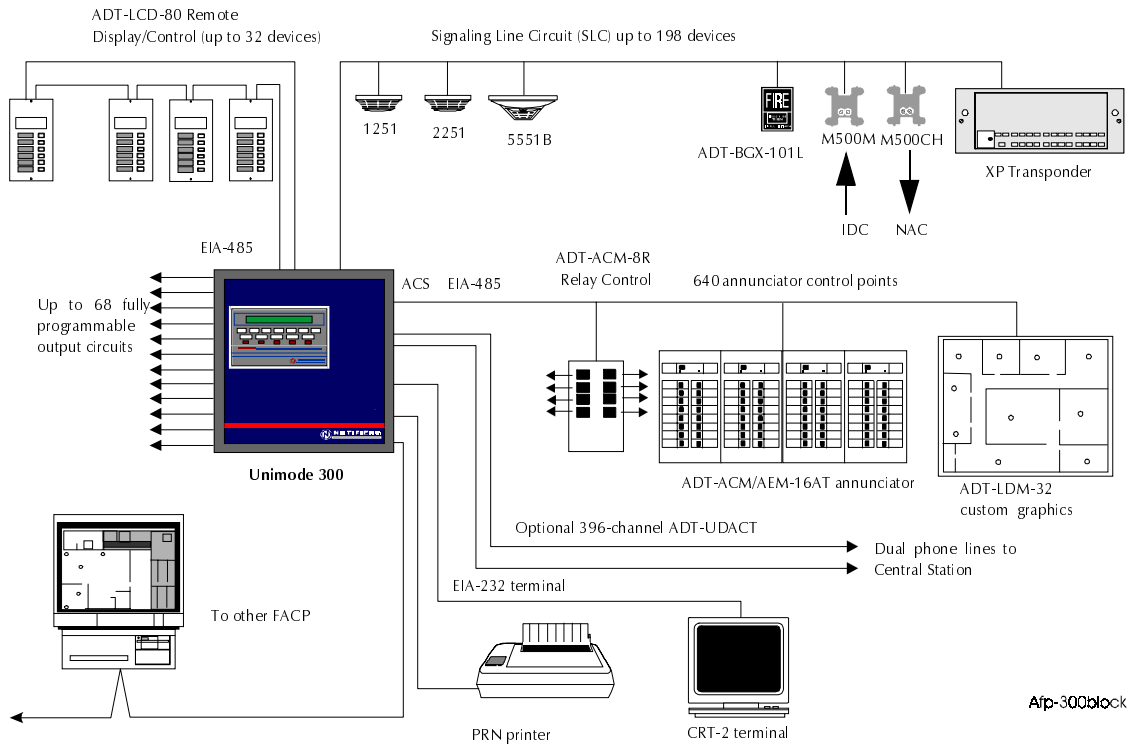 ADT-LCD-80 Remote
Display/Control (up to 32 devices)
Signaling Line Circuit (SLC) up to 198 devices
1251
2251
5551B
FIRE
ADT-BGX-101L
M500M
M500CH
XP Transponder
IDC
NAC
EIA-485
ADT-ACM-8R
Relay Control
ACS EIA-485
640 annunciator control points
Up to 68 fully
programmable
output circuits
NOTIFIER
Unimode 300
ADT-ACM/AEM-16AT annunciator
ADT-LDM-32
custom graphics
Optional 396-channel ADT-UDACT
Dual phone lines to
Central Station
EIA-232 terminal
To other FACP
PRN printer
CRT-2 terminal
Afp-300block